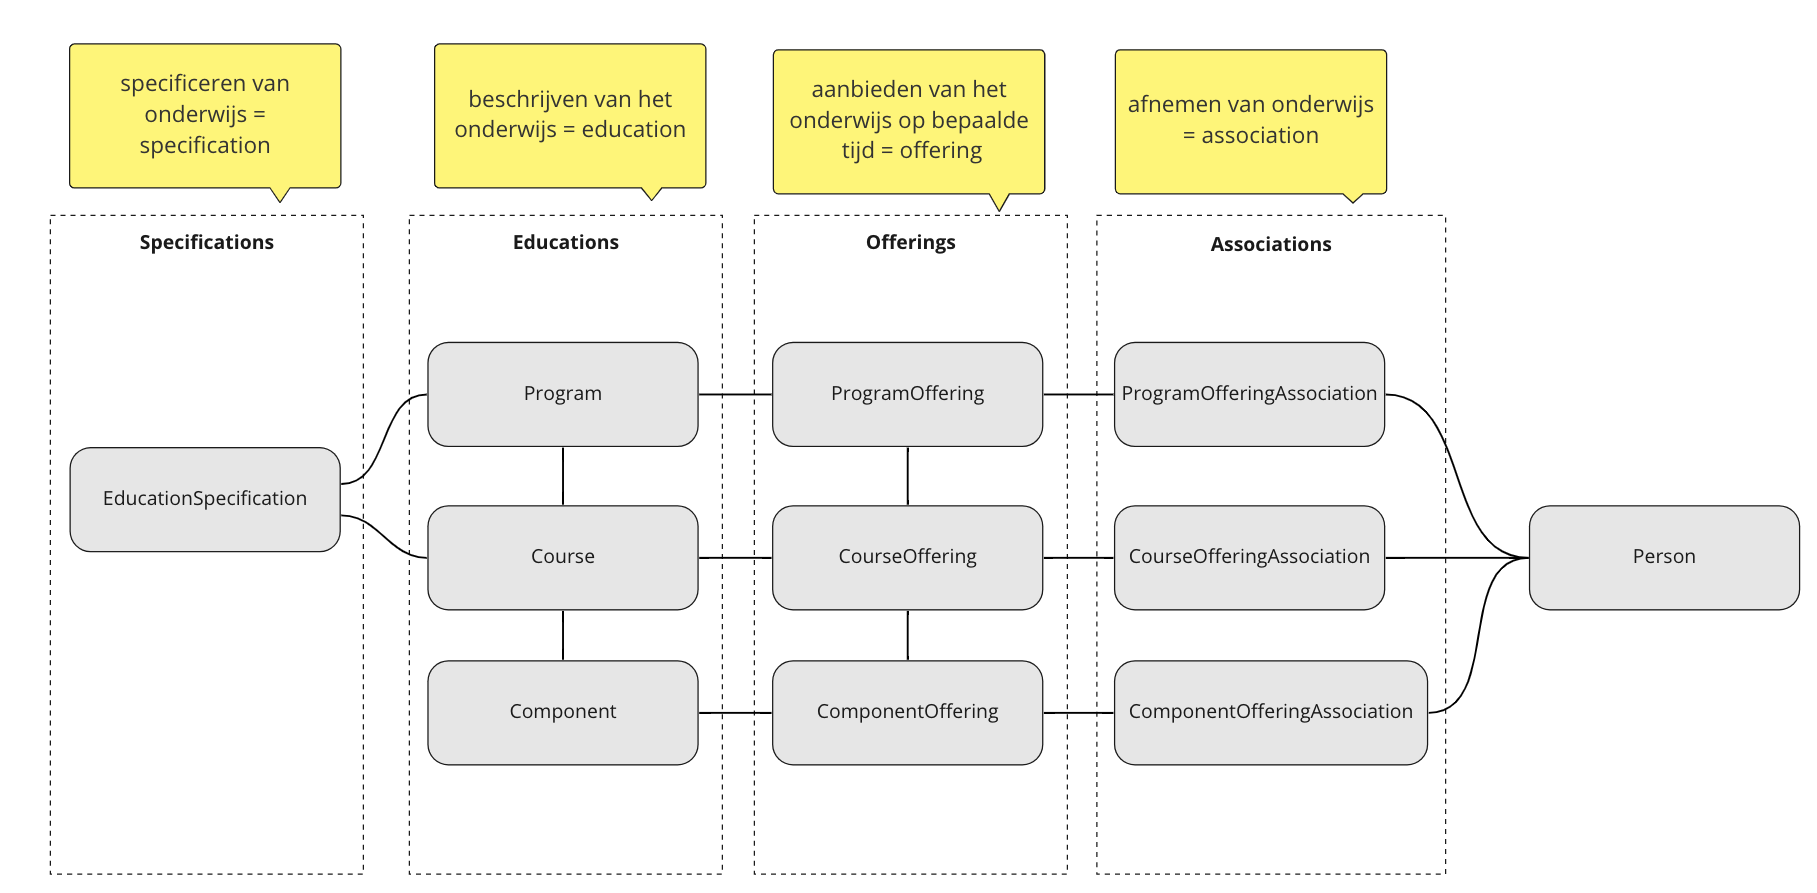 specificeren van
onderwijs =
specification
beschrijven van het
onderwijs = education
aanbieden van het
onderwijs op bepaalde
tijd = offering
afnemen van onderwijs
= association
Specifications
Educations
Offerings
Associations
Program
ProgramOffering
ProgramOfferingAssociation
EducationSpecification
Course
CourseOffering
CourseOfferingAssociation
Person
Component
ComponentOffering
ComponentOfferingAssociation